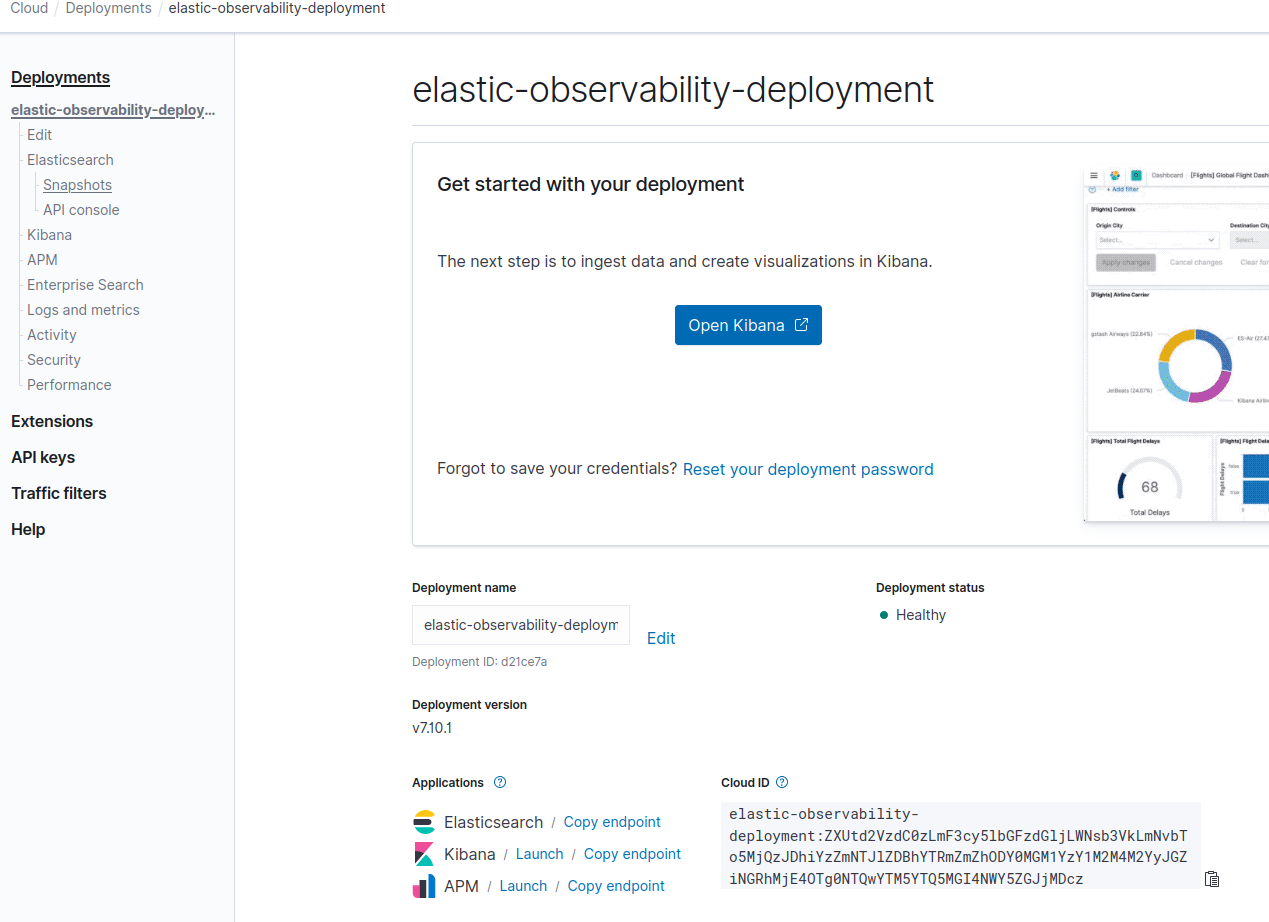 Cloud / Deployments / elastic-observability-deployment
Deployments
elastic-observability-deploy...
Edit
Elasticsearch
Snapshots
API console
Kibana
APM
Enterprise Search
Logs and metrics
Activity
Security
Performance
Extensions
API keys
Traffic filters
Help
elastic-observability-deployment
Get started with your deployment
The next step is to ingest data and create visualizations in Kibana.
Open Kibana
Forgot to save your credentials? Reset your deployment password
Dashboard / [Flights] Global Flight Dash
+ Add filter
[Flights] Controls
Origin City Destination City
Select... Select...
Apply changes Cancel changes Clear for
[Flights] Airline Carrier
gstash Airways (22.84%)
JetBeats (24.07%)
Kibana Airlin
[Flights] Total Flight Delays [Flights] Flight Dela
Flight Delays
false
true
68
Total Delays
0
Deployment name Deployment status
elastic-observability-deploym Edit Healthy
Deployment ID: d21ce7a
Deployment version
v7.10.1
Applications Cloud ID
Elasticsearch / Copy endpoint
Kibana / Launch / Copy endpoint
APM / Launch / Copy endpoint
elastic-observability-
deployment:ZXUtd2VzdC0zLmF3cy5lbGFzdGljLWNsb3VkLmNvbT
o5MjQzJDhiYzZmNTJlZDBhYTRmZmZhODY0MGM1YzY1M2M4M2YyJGZ
iNGRhMjE4OTg0NTQwYTM5YTQ5MGI4NWY5ZGJjMDcz